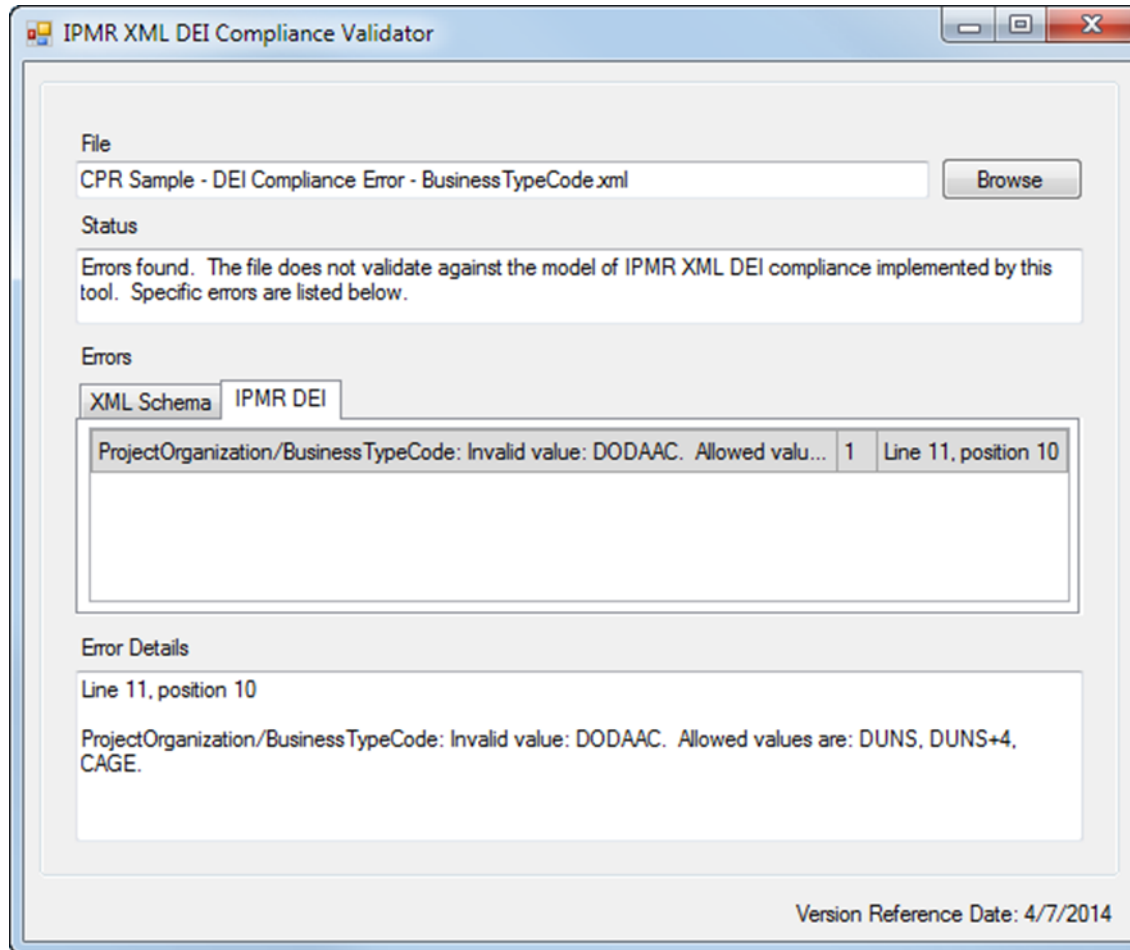 IPMR XML DEI Compliance Validator
File
CPR Sample - DEI Compliance Error - BusinessTypeCode.xml
Browse
Status
Errors found.  The file does not validate against the model of IPMR XML DEI compliance implemented by this
tool.  Specific errors are listed below.
Errors
XML Schema
IPMR DEI
ProjectOrganization/BusinessTypeCode: Invalid value: DODAAC.  Allowed valu... 1 Line 11, position 10
Error Details
Line 11, position 10
ProjectOrganization/BusinessTypeCode: Invalid value: DODAAC.  Allowed values are: DUNS, DUNS+4,
CAGE.
Version Reference Date: 4/7/2014